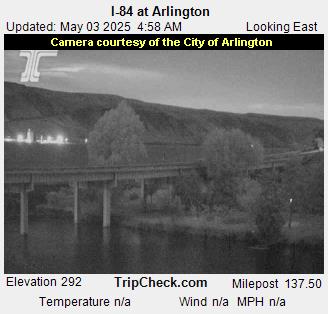 I-84 at Arlington
Updated: May 03 2025 4:58 AM Looking East
Camera courtesy of the City of Arlington
Elevation 292 TripCheck.com Milepost 137.50
Temperature n/a Wind n/a MPH n/a